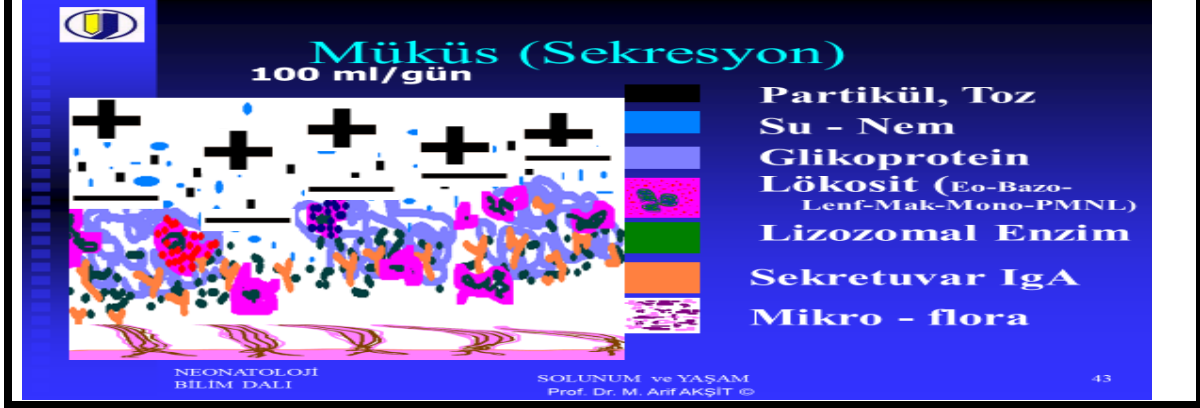 Müküs (Sekresyon)
100 ml/gün
Partikül, Toz
Su - Nem
Glikoprotein
Lökosit (Eo-Bazo-
Lenf-Mak-Mono-PMNL)
Lizozomal Enzim
Sekretuvar IgA
Mikro - flora
NEONATOLOJİ
BİLİM DALI
SOLUNUM ve YAŞAM
Prof. Dr. M. Arif AKŞİT ©
43